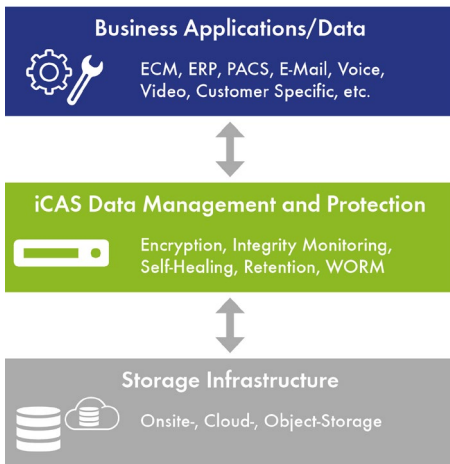 Business Applications/Data
ECM, ERP, PACS, E-Mail, Voice,
Video, Customer Specific, etc.
iCAS Data Management and Protection
Encryption, Integrity Monitoring,
Self-Healing, Retention, WORM
Storage Infrastructure
Onsite-, Cloud-, Object-Storage